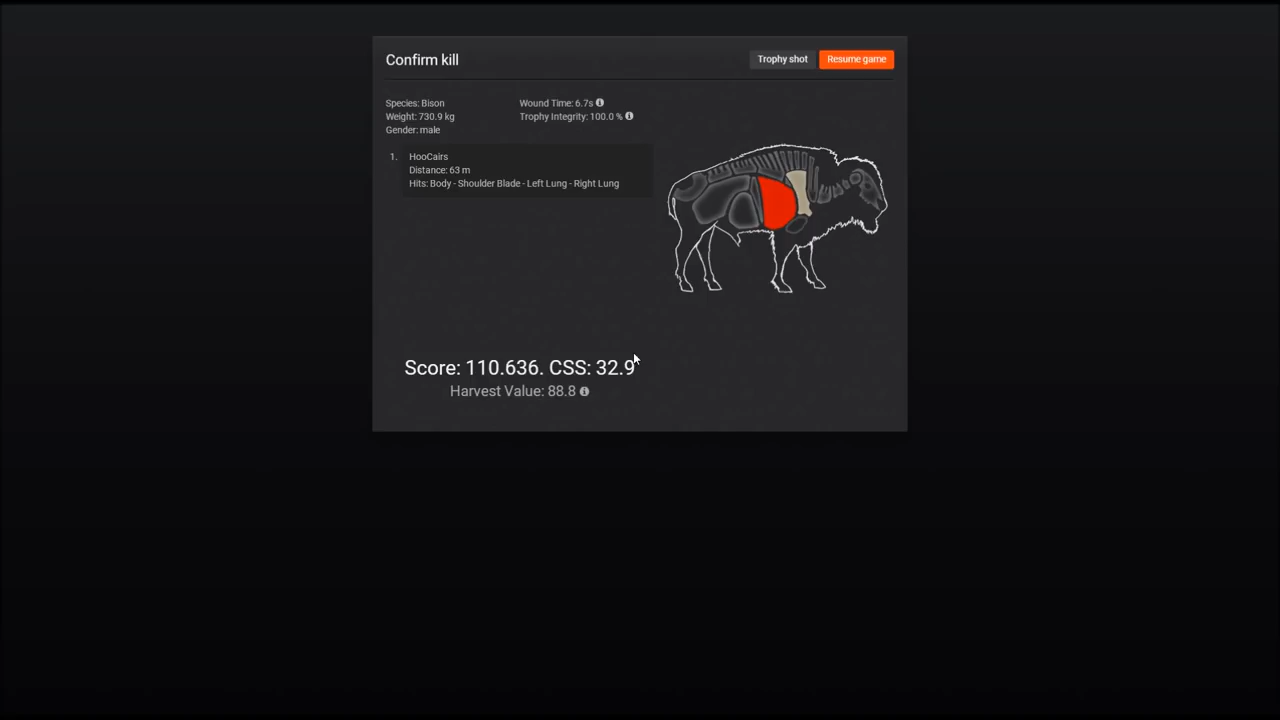 Confirm kill
Trophy shot
Resume game
Species: Bison
Weight: 730.9 kg
Gender: male
Wound Time: 6.7s
Trophy Integrity: 100.0 %
1. HooCairs
Distance: 63 m
Hits: Body - Shoulder Blade - Left Lung - Right Lung
Score: 110.636. CSS: 32.9
Harvest Value: 88.8